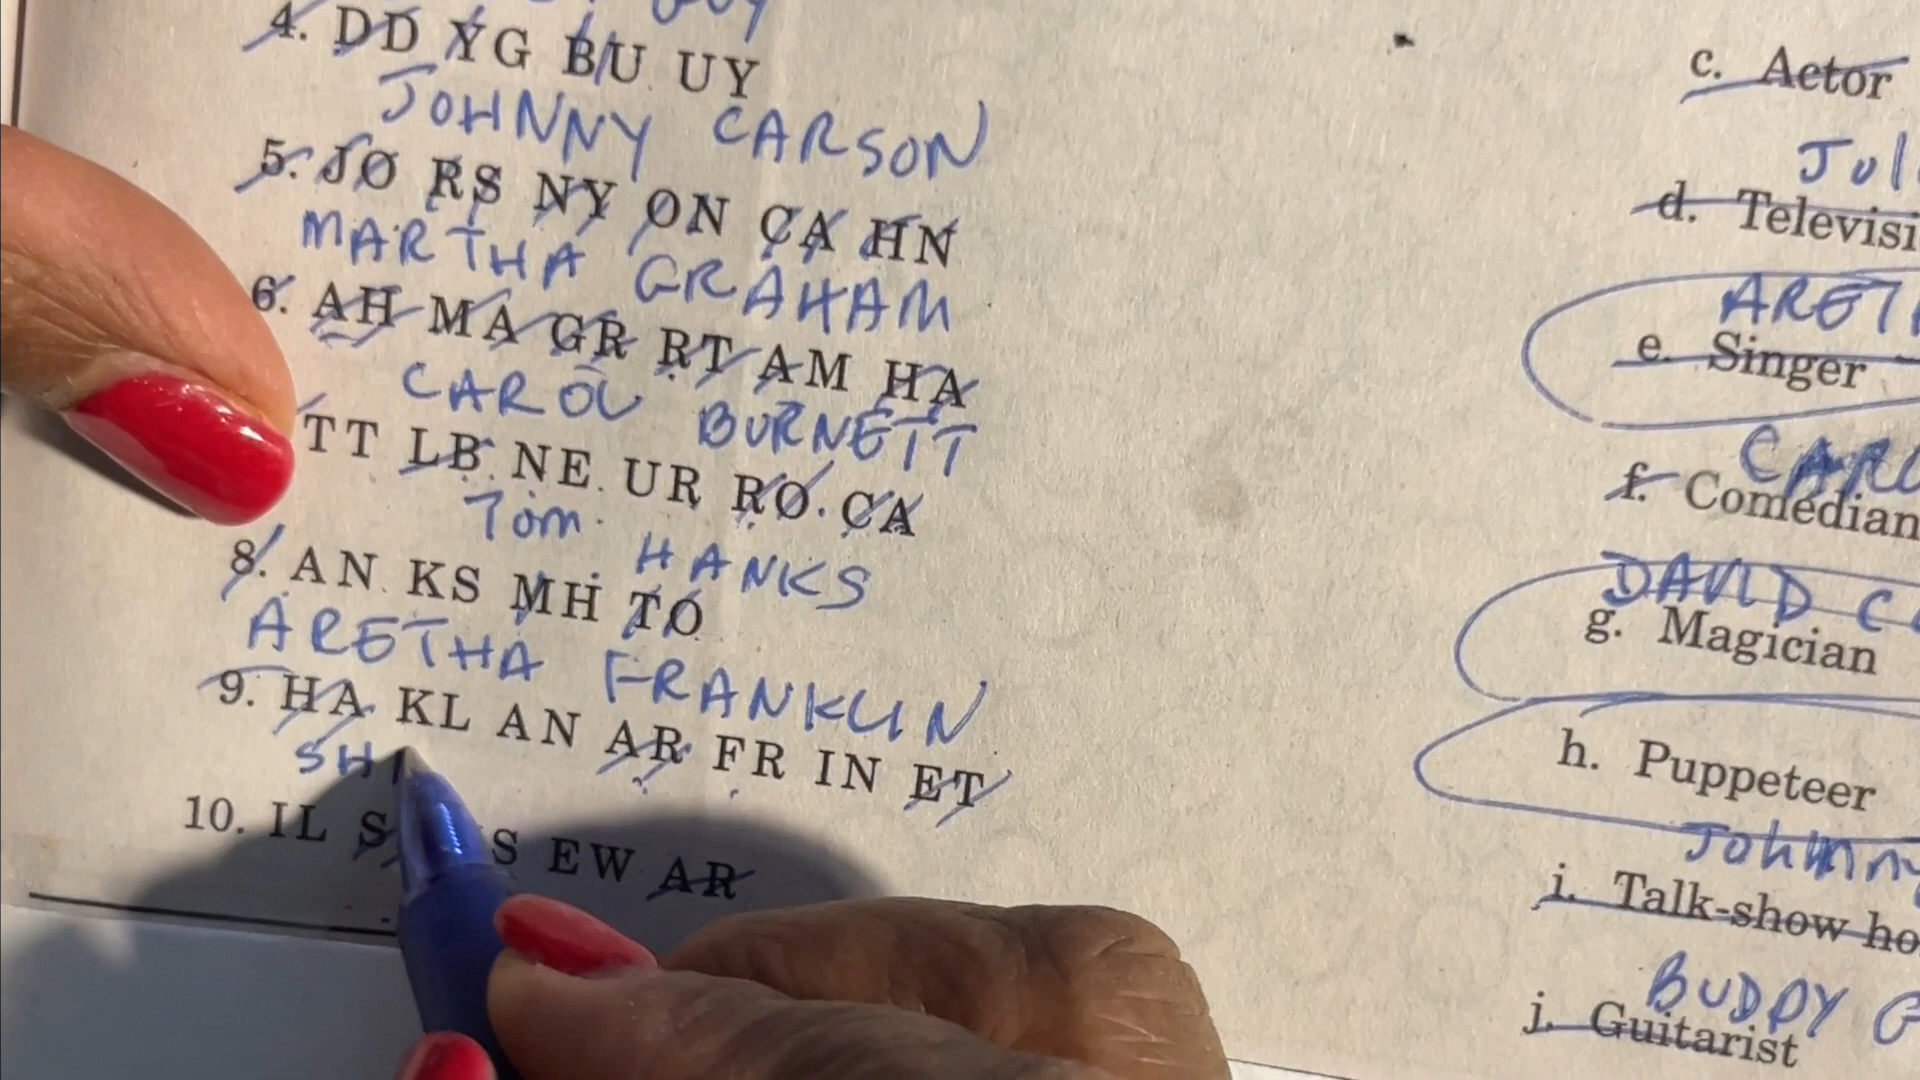 4. DD YG BU UY
JOHNNY CARSON
5. JO RS NY ON CA HN
MARTHA GRAHAM
6. AH MA GR RT AM HA
CAROL BURNETT
TT LB NE UR RO CA
TOM HANKS
8. AN KS MH TO
ARETHA FRANKLIN
9. HA KL AN AR FR IN ET
SH
10. IL S S EW AR
c. Actor
d.
e. Singer
f. Comedian
DAVID
g. Magician
h. Puppeteer
i. Talk-show
BUDDY
j. Guitarist